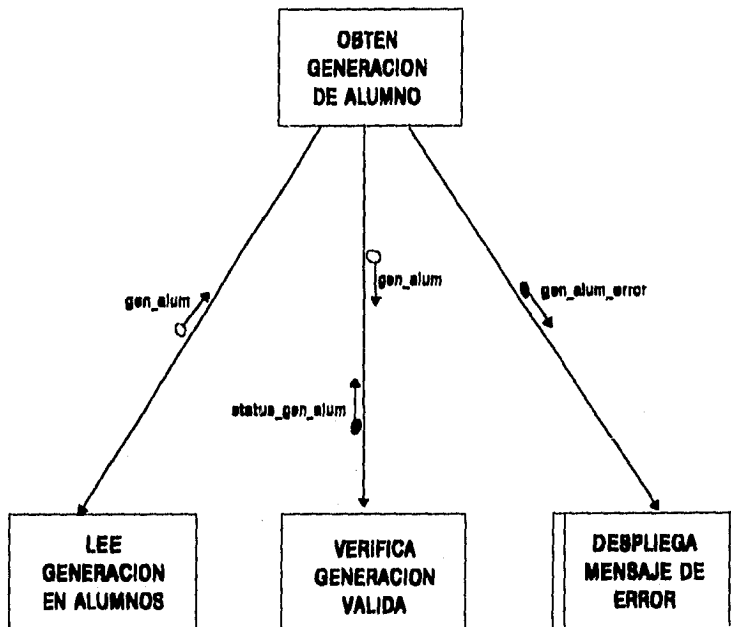 OBTEN
GENERACION
DE ALUMNO
gen_alum
gen_alum
gen_alum_error
status_gen_alum
LEE
GENERACION
EN ALUMNOS
VERIFICA
GENERACION
VALIDA
DESPLIEGA
MENSAJE DE
ERROR